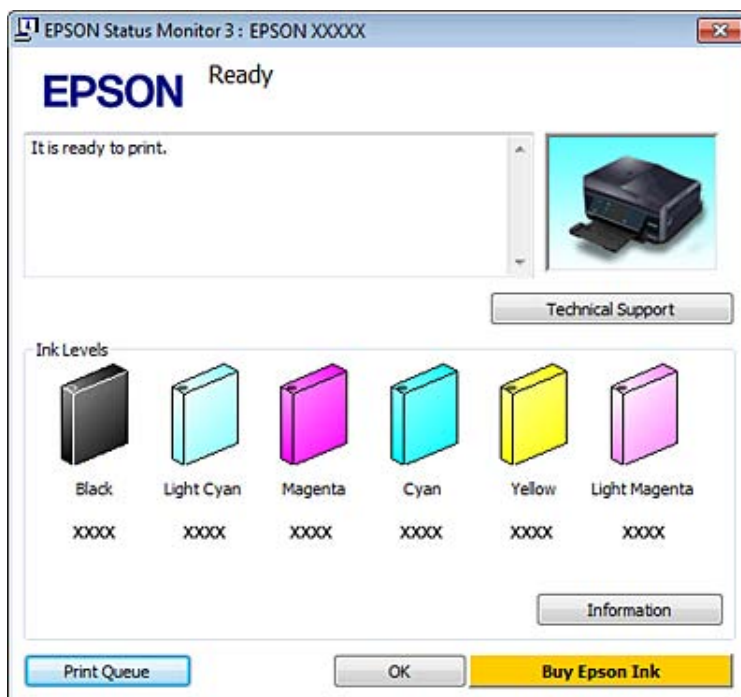 EPSON Status Monitor 3 : EPSON XXXXX
EPSON
Ready
It is ready to print.
Technical Support
Ink Levels
Black Light Cyan Magenta Cyan Yellow Light Magenta
XXXX XXXX XXXX XXXX XXXX XXXX
Information
Print Queue OK Buy Epson Ink